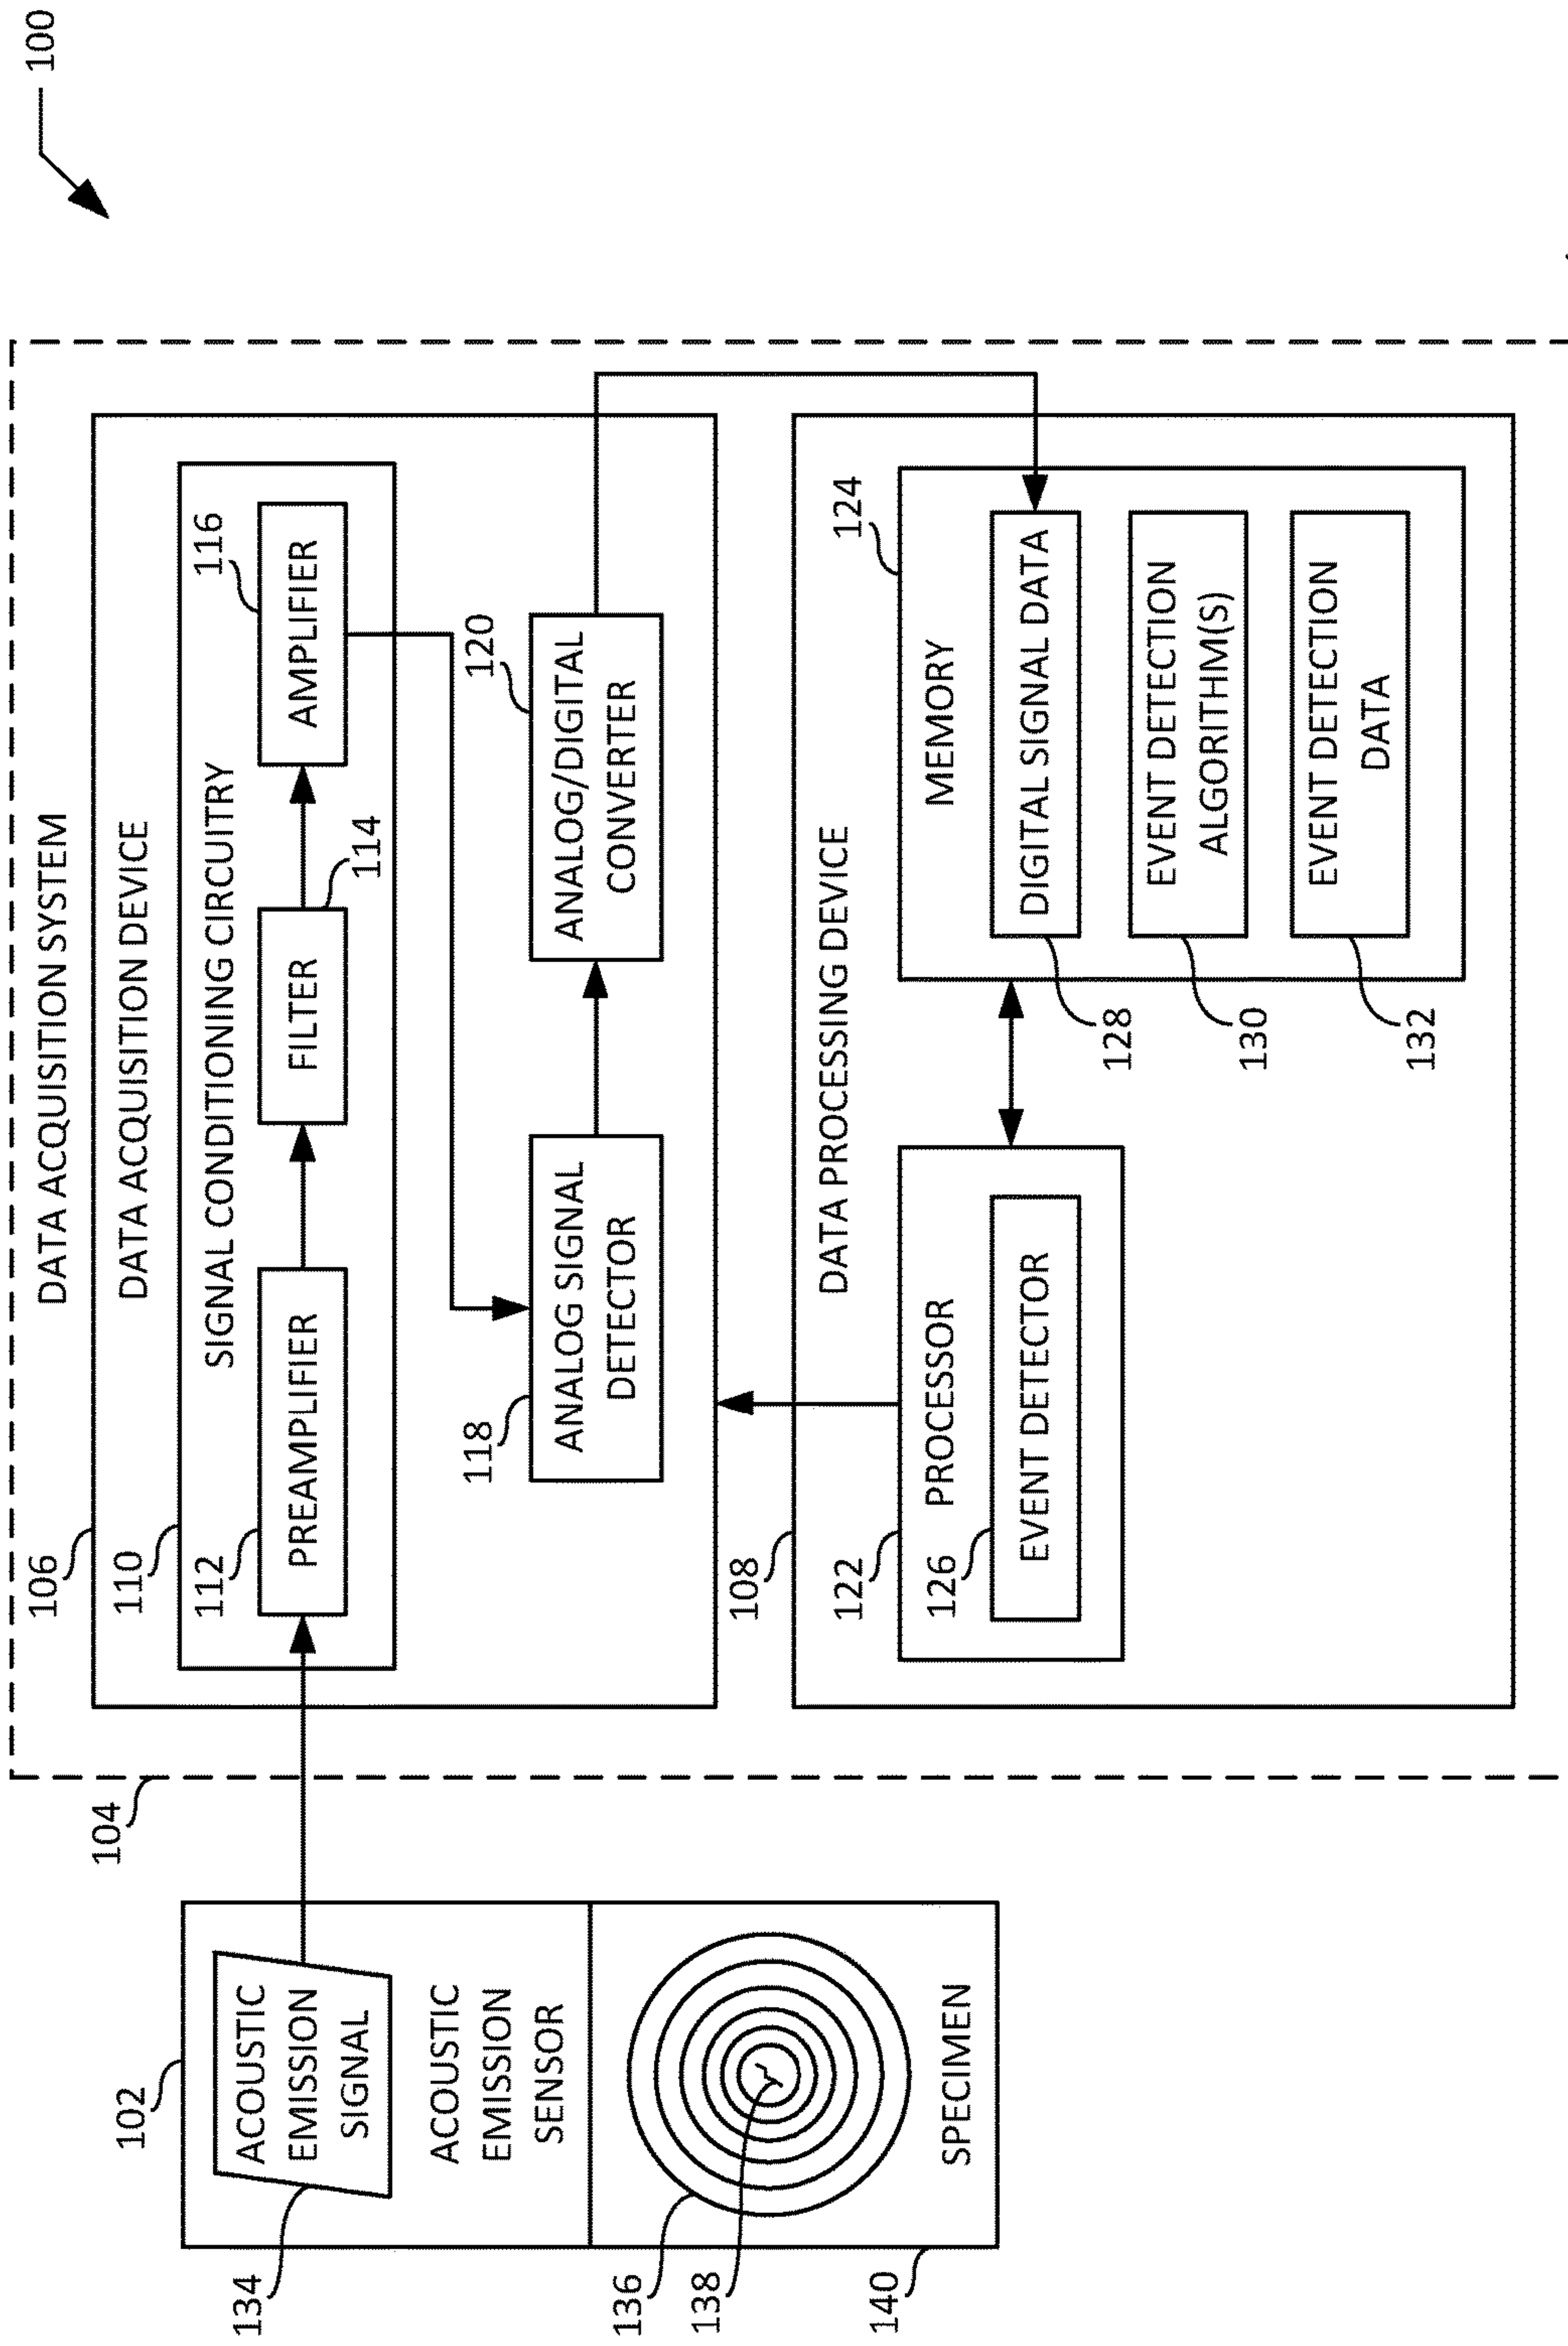 100
DATA ACQUISITION SYSTEM
104
106
DATA ACQUISITION DEVICE
110
SIGNAL CONDITIONING CIRCUITRY
112
PREAMPLIFIER
FILTER
114
116
AMPLIFIER
118
ANALOG SIGNAL
DETECTOR
120
ANALOG/DIGITAL
CONVERTER
102
134
ACOUSTIC
EMISSION
SIGNAL
ACOUSTIC
EMISSION
SENSOR
136
138
SPECIMEN
140
108
DATA PROCESSING DEVICE
122
PROCESSOR
126
EVENT DETECTOR
124
MEMORY
DIGITAL SIGNAL DATA
128
EVENT DETECTION
ALGORITHM(S)
130
EVENT DETECTION
DATA
132